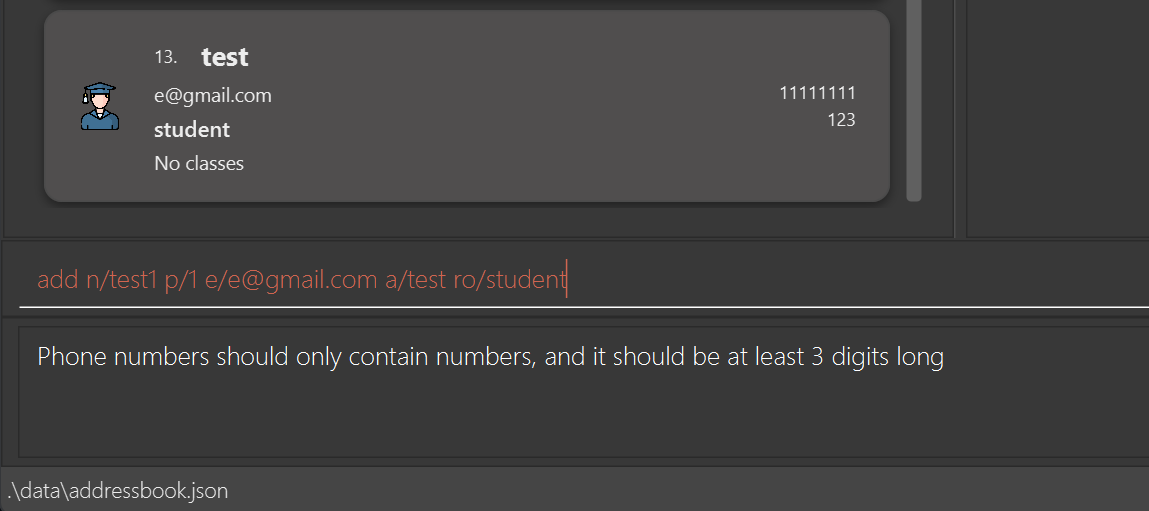 13. test
e@gmail.com
11111111
student
123
No classes
add n/test1 p/1 e/e@gmail.com a/test ro/student
Phone numbers should only contain numbers, and it should be at least 3 digits long
.\data\addressbook.json